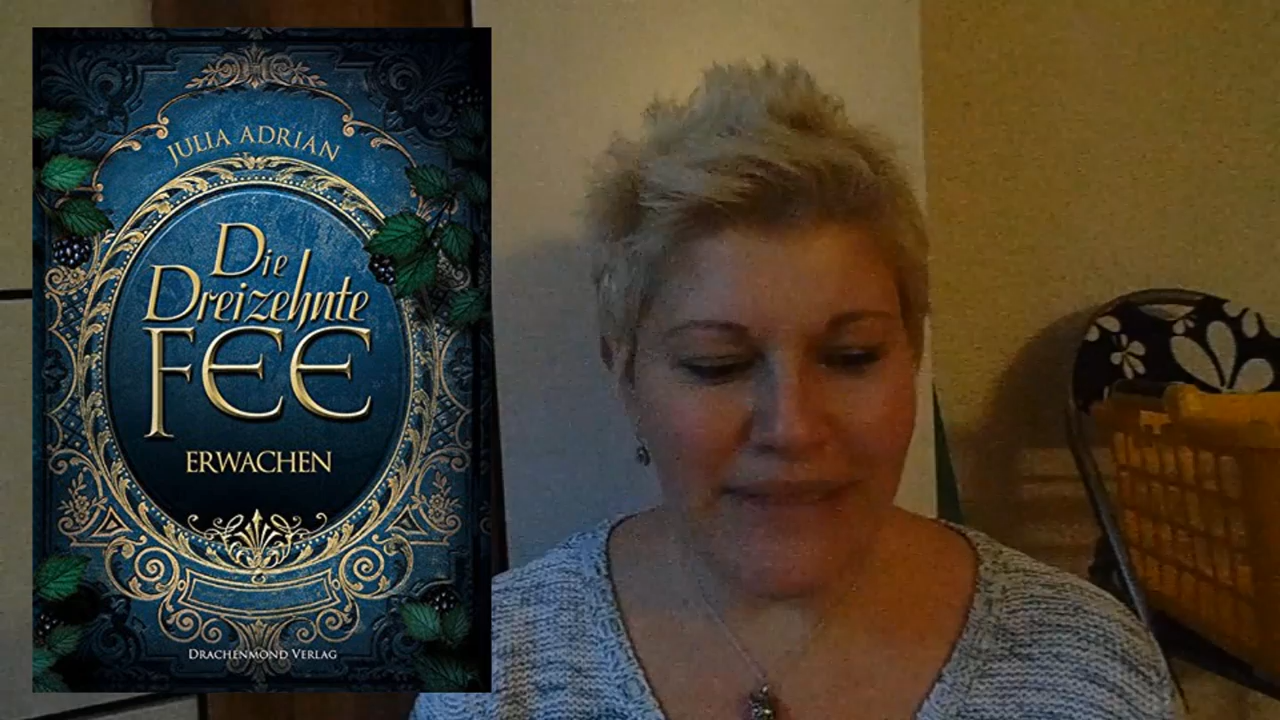 JULIA ADRIAN
Die
Dreizehnte
FEE
ERWACHEN
DRACHENMOND VERLAG